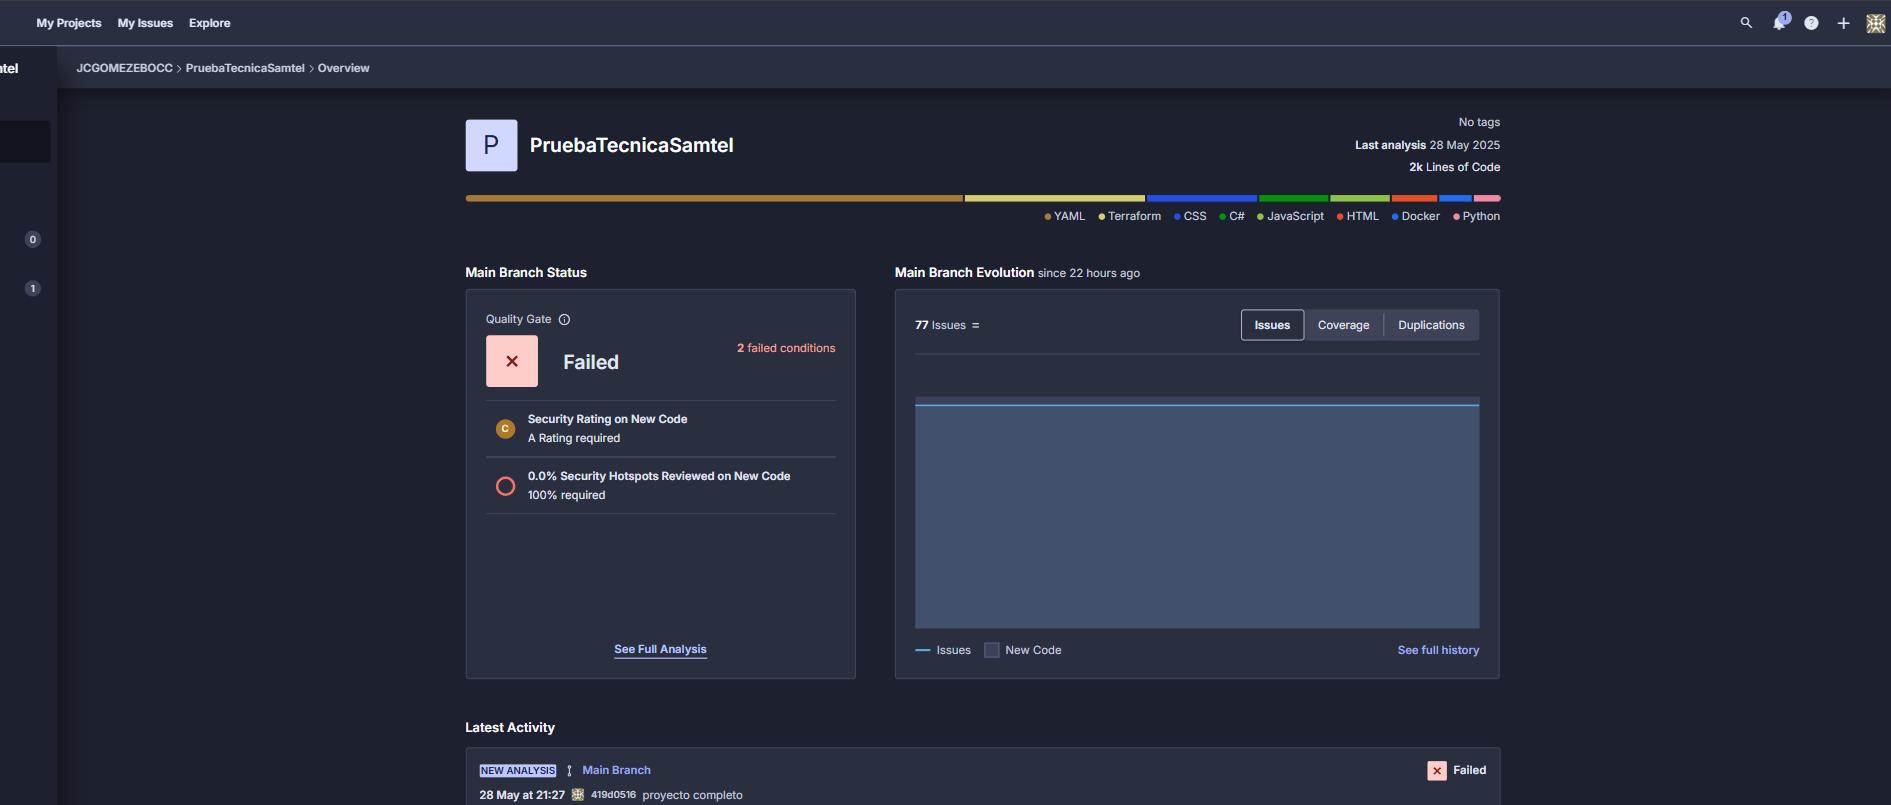 My Projects My Issues Explore
1
?
ntel
JCGOMEZEBOCC > PruebaTecnicaSamtel > Overview
0
1
P
PruebaTecnicaSamtel
No tags
Last analysis 28 May 2025
2k Lines of Code
YAML Terraform CSS C# JavaScript HTML Docker Python
Main Branch Status
Quality Gate
Failed
2 failed conditions
C
Security Rating on New Code
A Rating required
0.0% Security Hotspots Reviewed on New Code
100% required
See Full Analysis
Main Branch Evolution since 22 hours ago
77 Issues =
Issues Coverage Duplications
Issues New Code
See full history
Latest Activity
NEW ANALYSIS Main Branch
Failed
28 May at 21:27 419d0516 proyecto completo